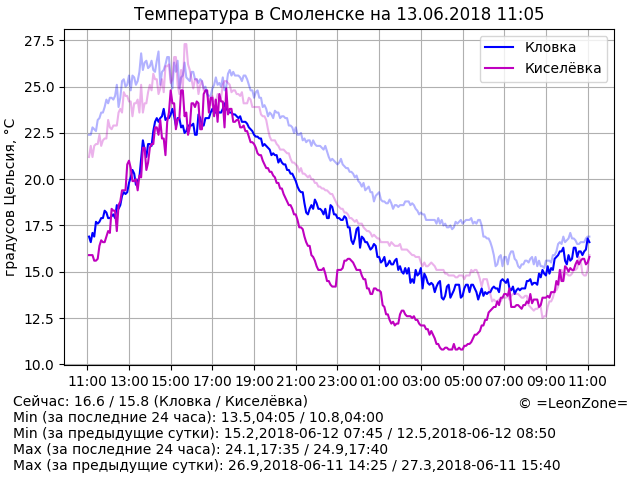 Температура в Смоленске на 13.06.2018 11:05
27.5
25.0
22.5
20.0
17.5
15.0
12.5
10.0
градусов Цельсия, °C
Кловка
Киселёвка
11:00 13:00 15:00 17:00 19:00 21:00 23:00 01:00 03:00 05:00 07:00 09:00 11:00
Сейчас: 16.6 / 15.8 (Кловка / Киселёвка)
© =LeonZone=
Min (за последние 24 часа): 13.5,04:05 / 10.8,04:00
Min (за предыдущие сутки): 15.2,2018-06-12 07:45 / 12.5,2018-06-12 08:50
Max (за последние 24 часа): 24.1,17:35 / 24.9,17:40
Max (за предыдущие сутки): 26.9,2018-06-11 14:25 / 27.3,2018-06-11 15:40